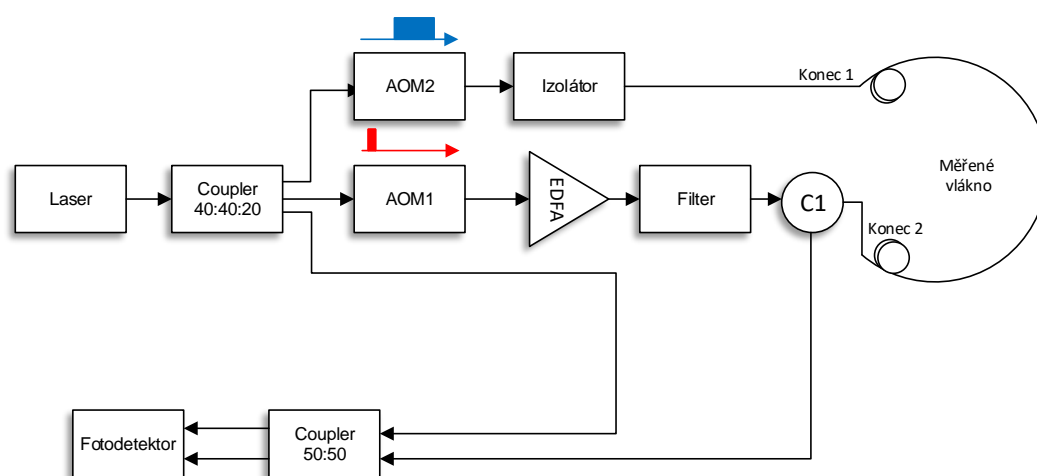 AOM2
Izolátor
Konec 1
Laser
Coupler
40:40:20
AOM1
EDFA
Filter
C1
Měřené
vlákno
Konec 2
Fotodetektor
Coupler
50:50